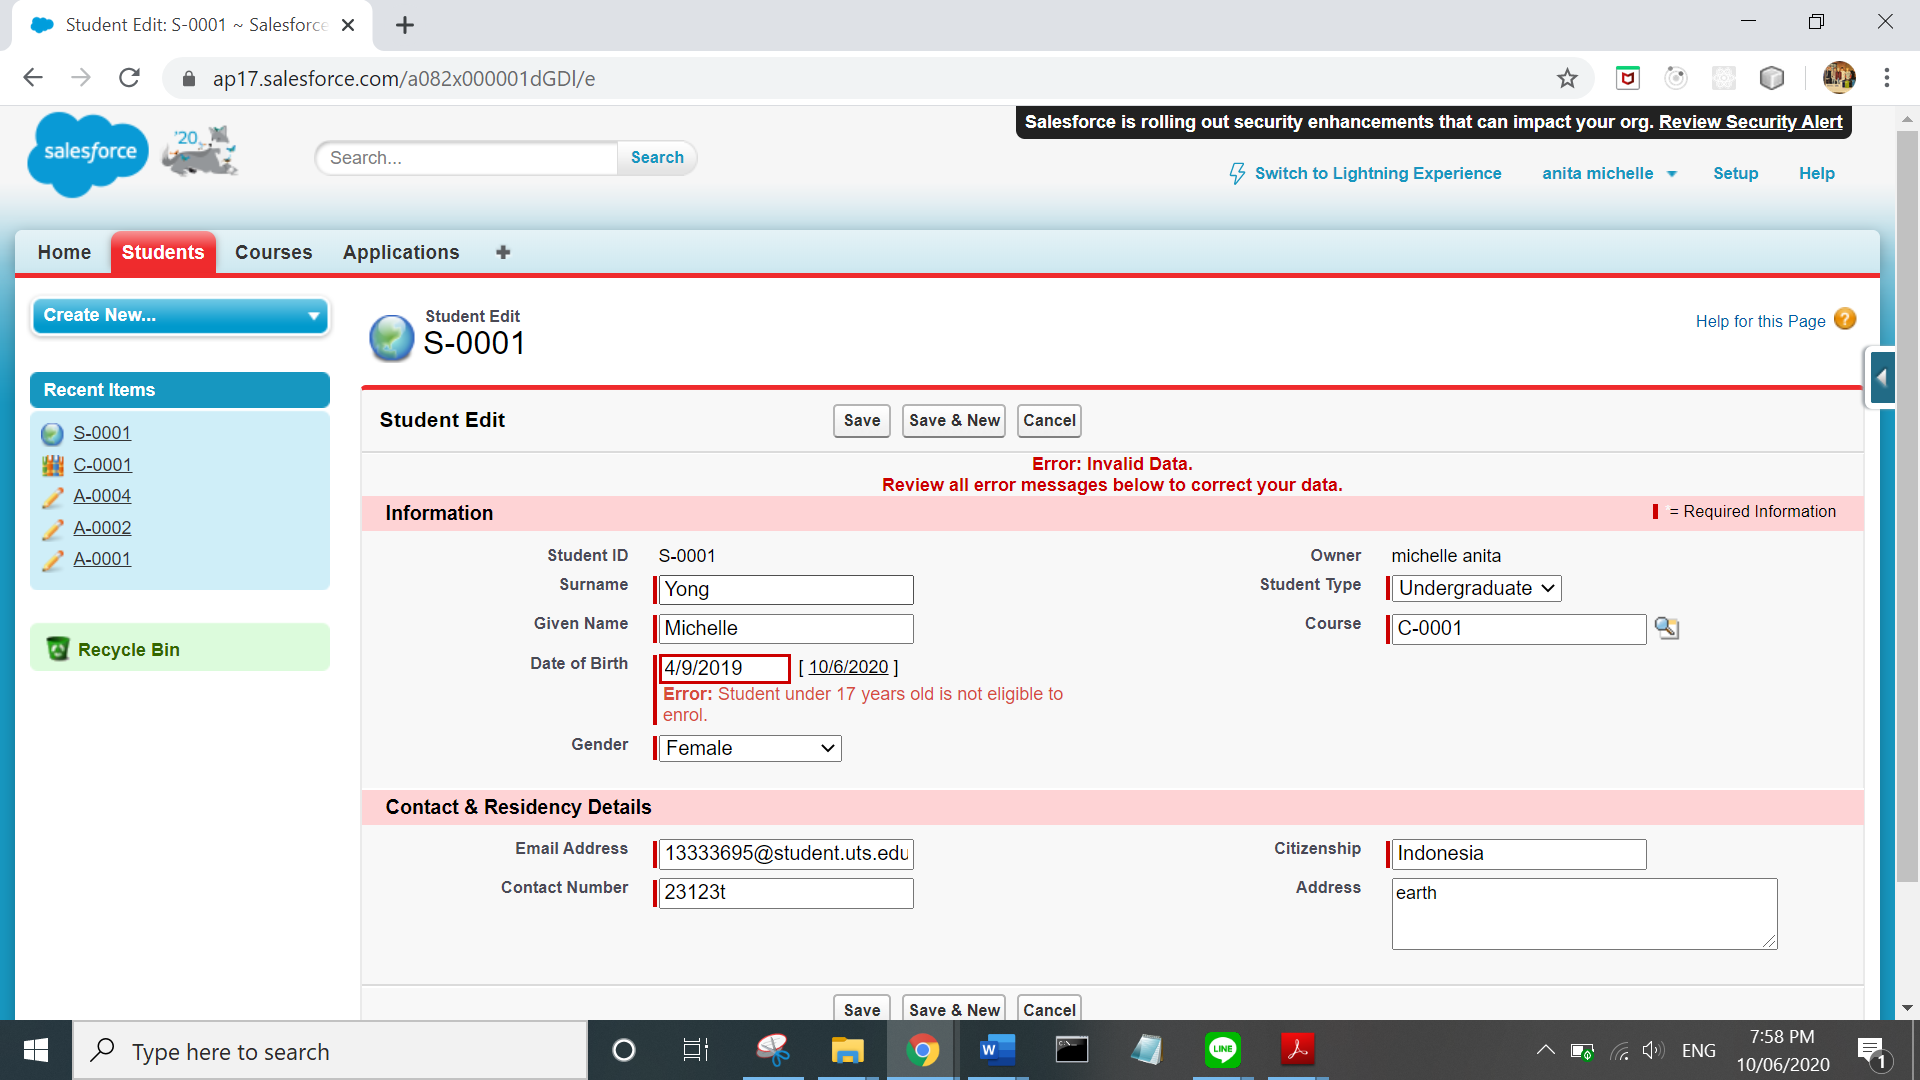 Student Edit: S-0001 ~ Salesforce
ap17.salesforce.com/a082x000001dGDl/e
Salesforce is rolling out security enhancements that can impact your org. Review Security Alert
salesforce
'20
Search...
Search
Switch to Lightning Experience
anita michelle
Setup
Help
Home
Students
Courses
Applications
Create New...
Student Edit
S-0001
Help for this Page
Recent Items
S-0001
C-0001
A-0004
A-0002
A-0001
Recycle Bin
Student Edit
Save
Save & New
Cancel
Error: Invalid Data.
Review all error messages below to correct your data.
Information
= Required Information
Student ID S-0001
Owner michelle anita
Surname Yong
Student Type Undergraduate
Given Name Michelle
Course C-0001
Date of Birth 4/9/2019 [ 10/6/2020 ]
Error: Student under 17 years old is not eligible to
enrol.
Gender Female
Contact & Residency Details
Email Address 13333695@student.uts.edu
Citizenship Indonesia
Contact Number 23123t
Address earth
Save
Save & New
Cancel
Type here to search
W
LINE
ENG
7:58 PM
10/06/2020
1